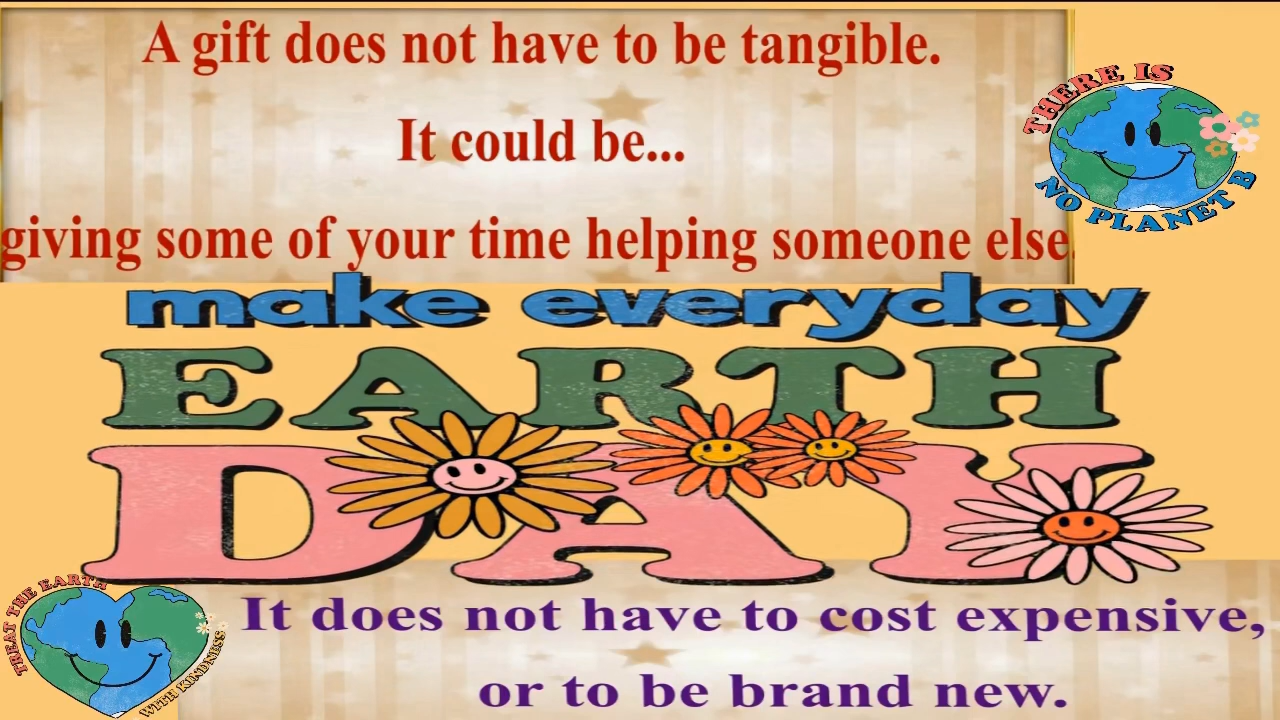 A gift does not have to be tangible.
It could be...
giving some of your time helping someone else.
THERE IS
NO PLANET B
make everyday
EARTH
DAY
TREAT THE EARTH
WITH KINDNESS
It does not have to cost expensive,
or to be brand new.